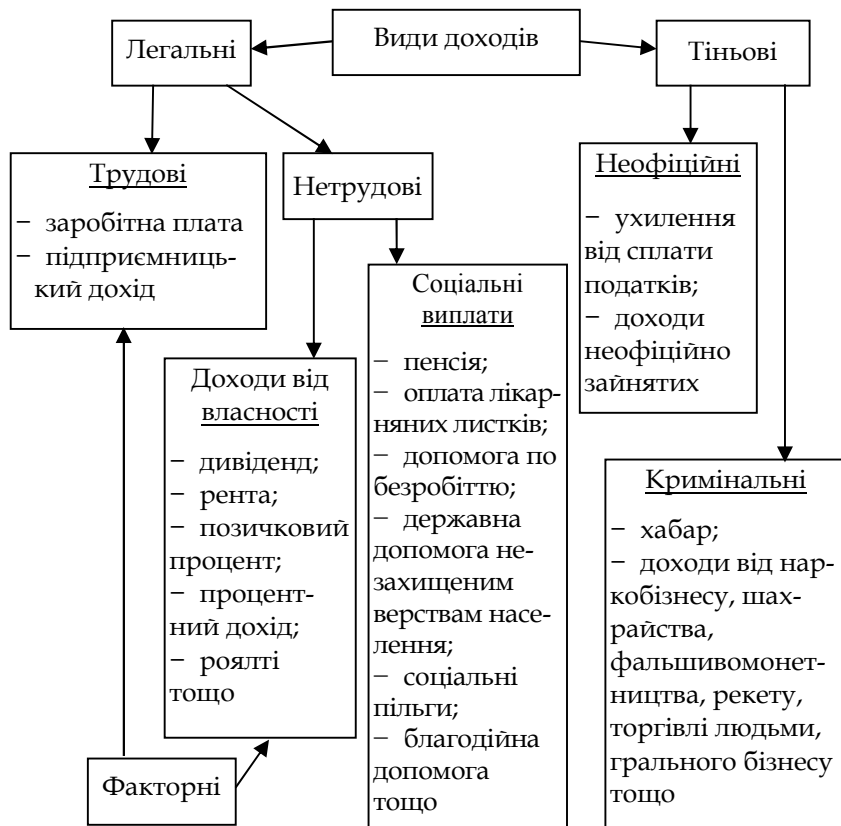 Види доходів
Легальні
Тіньові
Трудові
− заробітна плата
− підприємниць-
кий дохід
Нетрудові
Неофіційні
− ухилення
від сплати
податків;
− доходи
неофіційно
зайнятих
Соціальні
виплати
− пенсія;
− оплата лікар-
няних листків;
− допомога по
безробіттю;
− державна
допомога не-
захищеним
верствам насе-
лення;
− соціальні
пільги;
− благодійна
допомога
тощо
Доходи від
власності
− дивіденд;
− рента;
− позичковий
процент;
− процент-
ний дохід;
− роялті
тощо
Кримінальні
− хабар;
− доходи від нар-
кобізнесу, шах-
райства,
фальшивомонет-
ництва, рекету,
торгівлі людьми,
грального бізнесу
тощо
Факторні